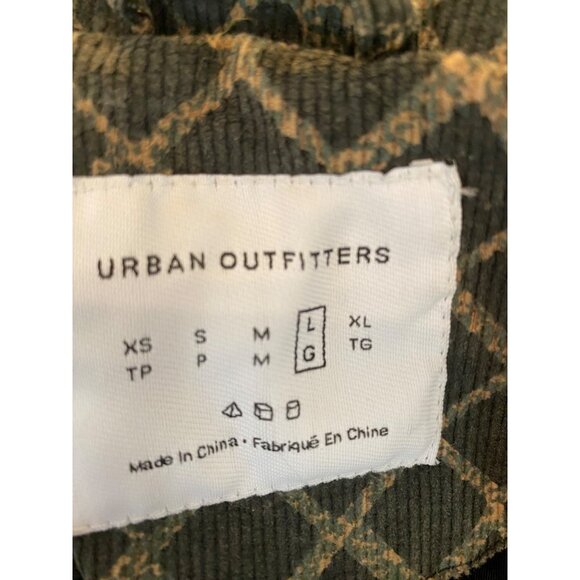 URBAN OUTFITTERS
XS S M L XL
TP P M G TG
Made In China • Fabriqué En Chine